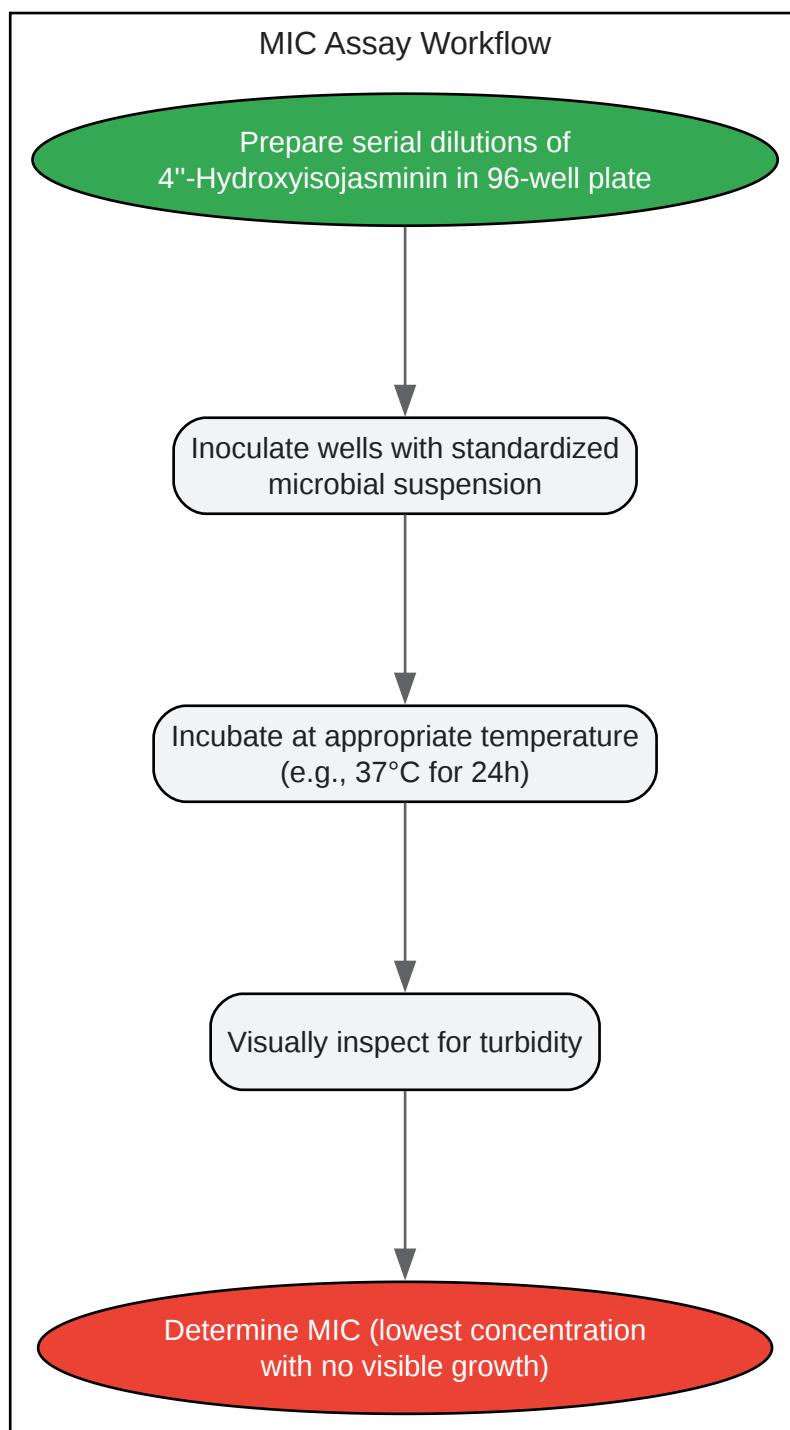 MIC Assay Workflow
Prepare serial dilutions of
4''-Hydroxyisojasminin in 96-well plate
Inoculate wells with standardized
microbial suspension
Incubate at appropriate temperature
(e.g., 37°C for 24h)
Visually inspect for turbidity
Determine MIC (lowest concentration
with no visible growth)